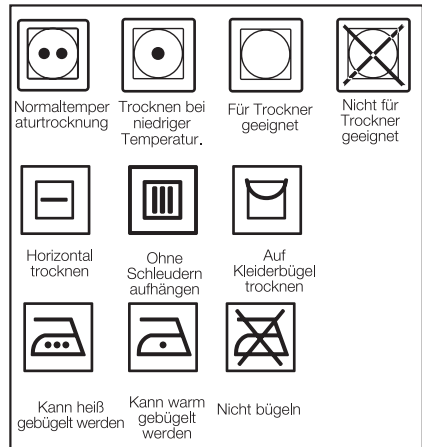 Normaltemper
aturtrocknung
Trocknen bei
niedriger
Temperatur.
Für Trockner
geeignet
Nicht für
Trockner
geeignet
Horizontal
trocknen
Ohne
Schleudern
aufhängen
Auf
Kleiderbügel
trocknen
Kann heiß
gebügelt werden
Kann warm
gebügelt
werden
Nicht bügeln